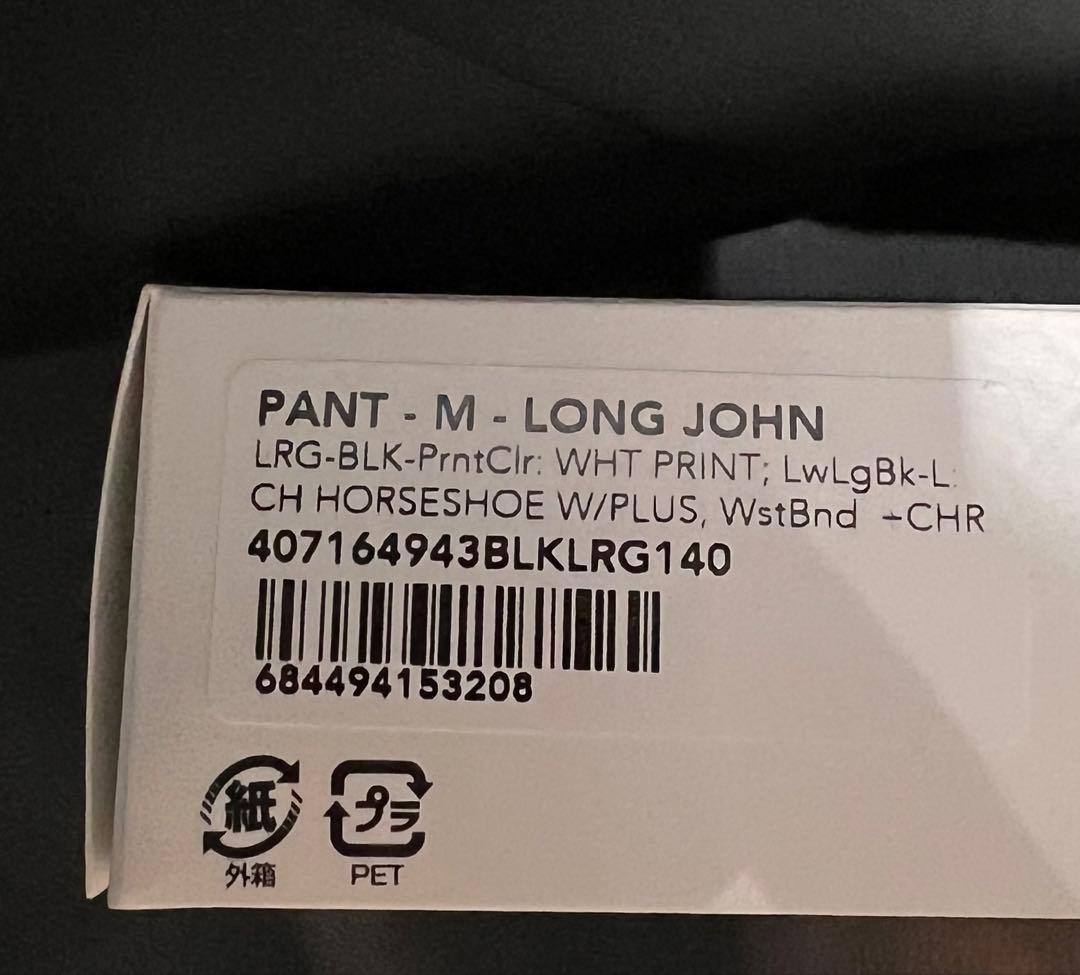 PANT - M - LONG JOHN
LRG-BLK-PrntClr: WHT PRINT; LwLgBk-L:
CH HORSESHOE W/PLUS, WstBnd -CHR
407164943BLKLRG140
684494153208
紙 プラ
外箱 PET